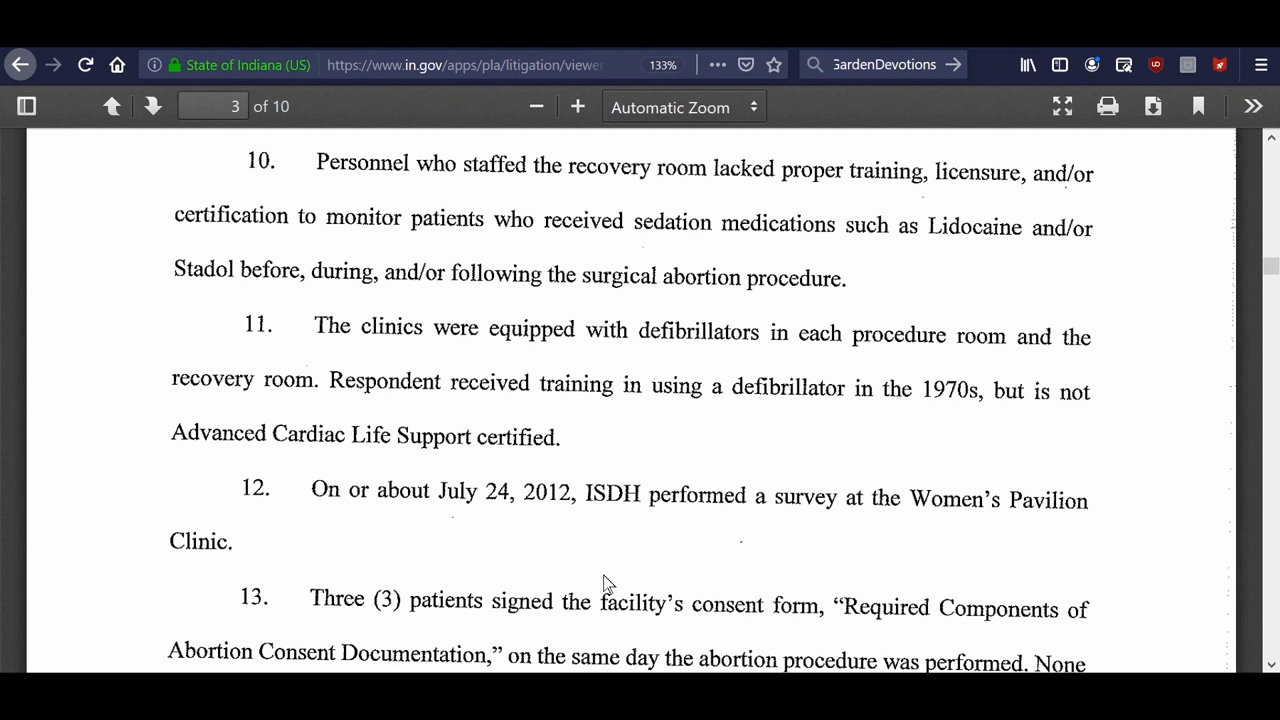 State of Indiana (US)
https://www.in.gov/apps/pla/litigation/viewer
133%
GardenDevotions
3 of 10
Automatic Zoom
10. Personnel who staffed the recovery room lacked proper training, licensure, and/or
certification to monitor patients who received sedation medications such as Lidocaine and/or
Stadol before, during, and/or following the surgical abortion procedure.
11. The clinics were equipped with defibrillators in each procedure room and the
recovery room. Respondent received training in using a defibrillator in the 1970s, but is not
Advanced Cardiac Life Support certified.
12. On or about July 24, 2012, ISDH performed a survey at the Women's Pavilion
Clinic.
13. Three (3) patients signed the facility's consent form, “Required Components of
Abortion Consent Documentation,” on the same day the abortion procedure was performed. None